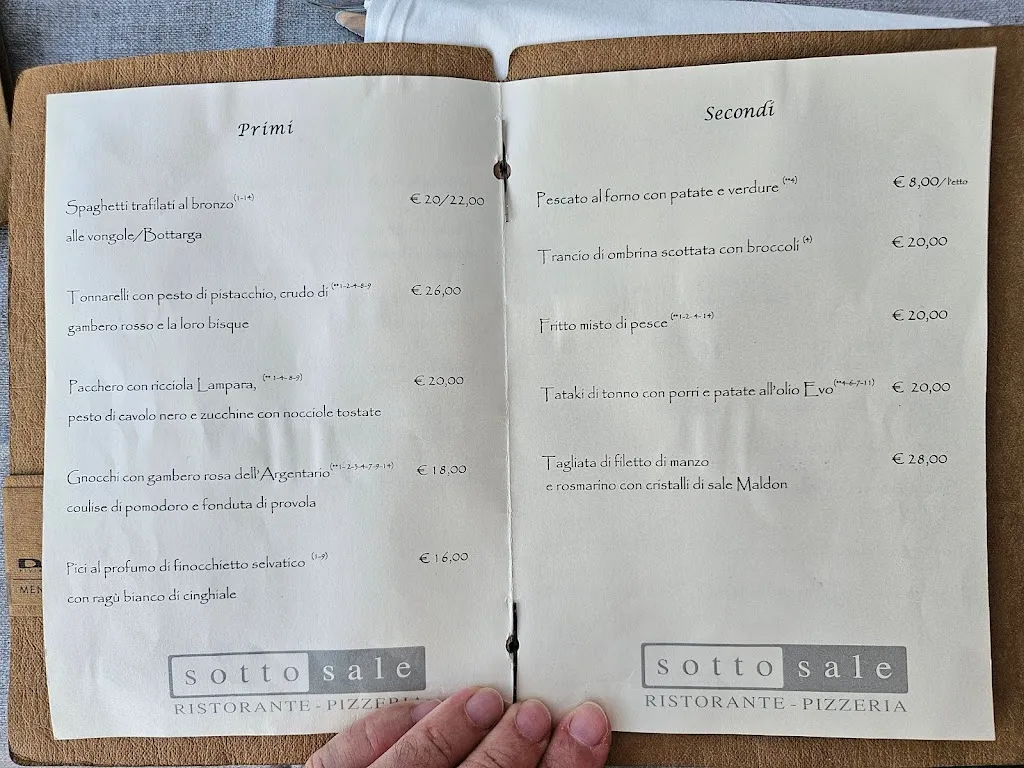 Primi
Spaghetti trafilati al bronzo(1-14) € 20/22,00
alle vongole/Bottarga
Tonnarelli con pesto di pistacchio, crudo di (**1-2-4-8-9 € 26,00
gambero rosso e la loro bisque
Pacchero con ricciola Lampara, (**1-4-8-9) € 20,00
pesto di cavolo nero e zucchine con nocciole tostate
Gnocchi con gambero rosa dell'Argentario(**1-2-3-4-7-9-14) € 18,00
coulise di pomodoro e fonduta di provola
Pici al profumo di finocchietto selvatico (1-9) € 16,00
con ragù bianco di cinghiale
sotto sale
RISTORANTE - PIZZERIA
Secondi
Pescato al forno con patate e verdure (**4) € 8,00/l'etto
Trancio di ombrina scottata con broccoli (4) € 20,00
Fritto misto di pesce (**1-2-4-14) € 20,00
Tataki di tonno con porri e patate all'olio Evo(**4-6-7-11) € 20,00
Tagliata di filetto di manzo € 28,00
e rosmarino con cristalli di sale Maldon
sotto sale
RISTORANTE - PIZZERIA